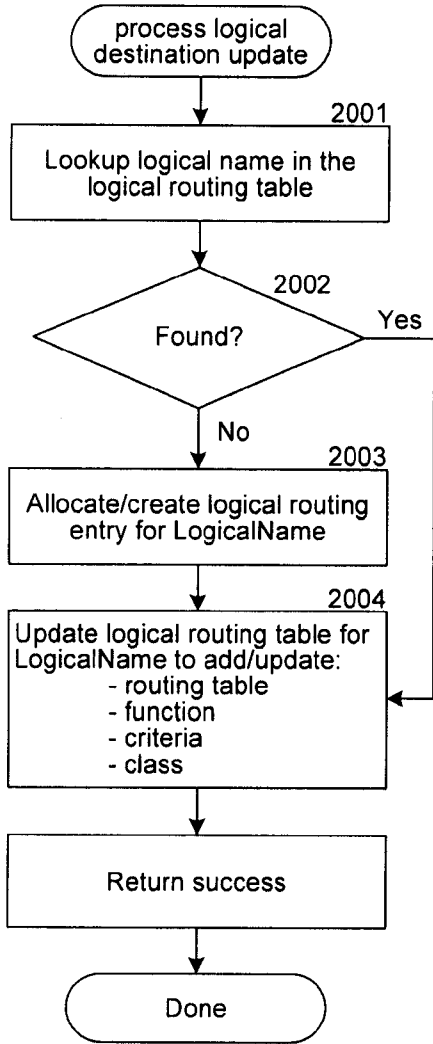 process logical
destination update
2001
Lookup logical name in the
logical routing table
2002
Found?
Yes
No
2003
Allocate/create logical routing
entry for LogicalName
2004
Update logical routing table for
LogicalName to add/update:
- routing table
- function
- criteria
- class
Return success
Done